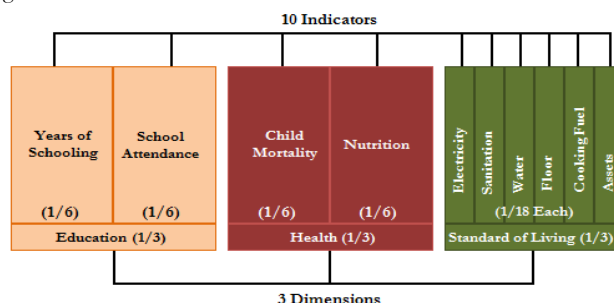 10 Indicators
Years of
Schooling
(1/6)
School
Attendance
(1/6)
Education (1/3)
Child
Mortality
(1/6)
Nutrition
(1/6)
Health (1/3)
Electricity
Sanitation
Water
Floor
Cooking Fuel
Assets
(1/18 Each)
Standard of Living (1/3)
3 Dimensions